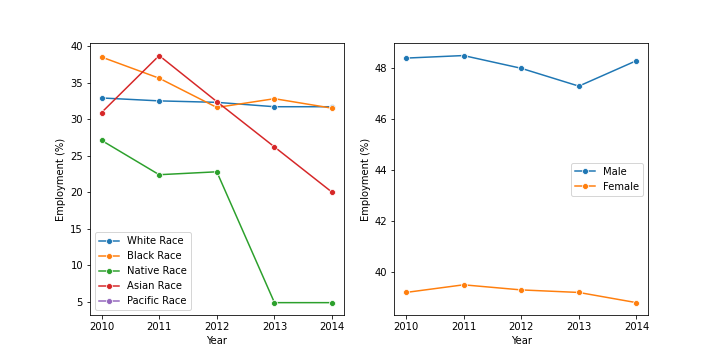 40
35
30
25
20
15
10
5
Employment (%)
White Race
Black Race
Native Race
Asian Race
Pacific Race
2010 2011 2012 2013 2014
Year
48
46
44
42
40
Employment (%)
Male
Female
2010 2011 2012 2013 2014
Year